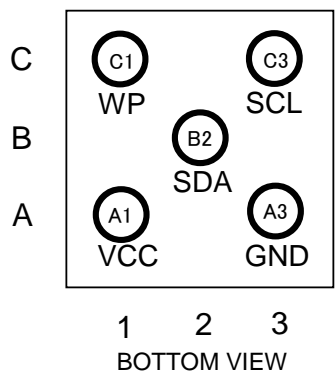 C C1 C3
WP SCL
B B2
SDA
A A1 A3
VCC GND
1 2 3
BOTTOM VIEW